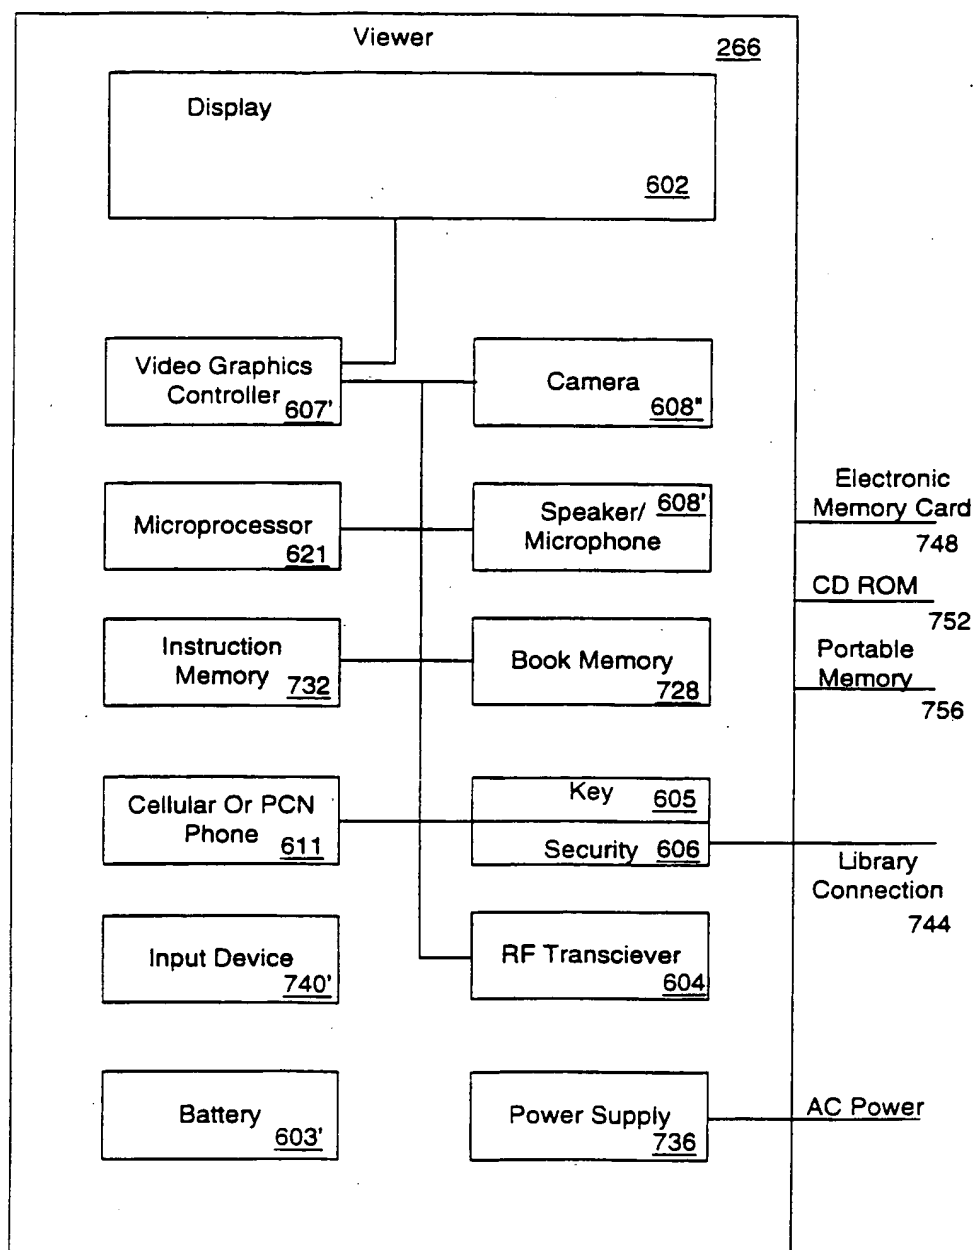 Viewer
266
Display
602
Video Graphics
Controller
607'
Camera
608"
Microprocessor
621
Speaker/
Microphone
608'
Electronic
Memory Card
748
CD ROM
752
Instruction
Memory
732
Book Memory
728
Portable
Memory
756
Cellular Or PCN
Phone
611
Key
605
Security
606
Library
Connection
744
Input Device
740'
RF Transciever
604
Battery
603'
Power Supply
736
AC Power